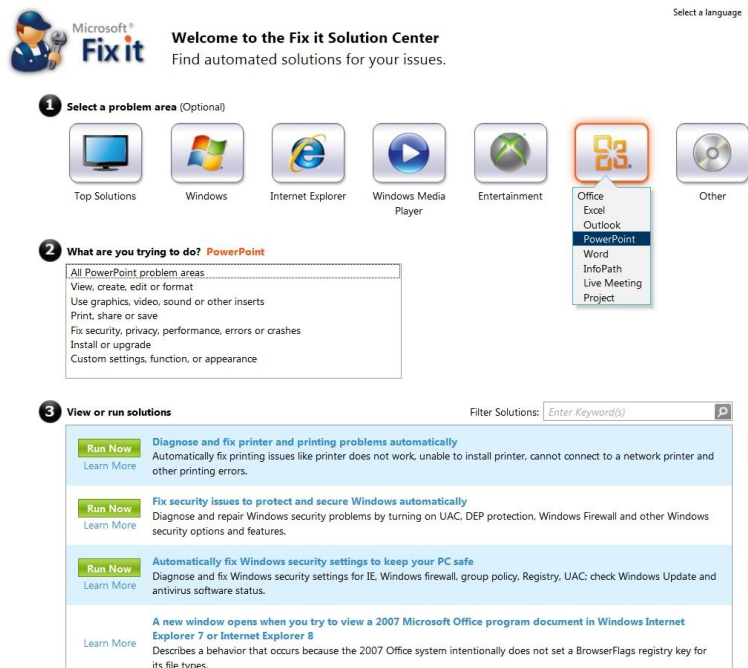 Select a language
Microsoft®
Fix it
Welcome to the Fix it Solution Center
Find automated solutions for your issues.
1 Select a problem area (Optional)
Top Solutions
Windows
Internet Explorer
Windows Media
Player
Entertainment
Office
Other
Excel
Outlook
PowerPoint
Word
InfoPath
Live Meeting
Project
2 What are you trying to do? PowerPoint
All PowerPoint problem areas
View, create, edit or format
Use graphics, video, sound or other inserts
Print, share or save
Fix security, privacy, performance, errors or crashes
Install or upgrade
Custom settings, function, or appearance
3 View or run solutions
Filter Solutions: Enter Keyword(s)
Run Now
Learn More
Diagnose and fix printer and printing problems automatically
Automatically fix printing issues like printer does not work, unable to install printer, cannot connect to a network printer and
other printing errors.
Run Now
Learn More
Fix security issues to protect and secure Windows automatically
Diagnose and repair Windows security problems by turning on UAC, DEP protection, Windows Firewall and other Windows
security options and features.
Run Now
Learn More
Automatically fix Windows security settings to keep your PC safe
Diagnose and fix Windows security settings for IE, Windows firewall, group policy, Registry, UAC; check Windows Update and
antivirus software status.
Learn More
A new window opens when you try to view a 2007 Microsoft Office program document in Windows Internet
Explorer 7 or Internet Explorer 8
Describes a behavior that occurs because the 2007 Office system intentionally does not set a BrowserFlags registry key for
its file types.